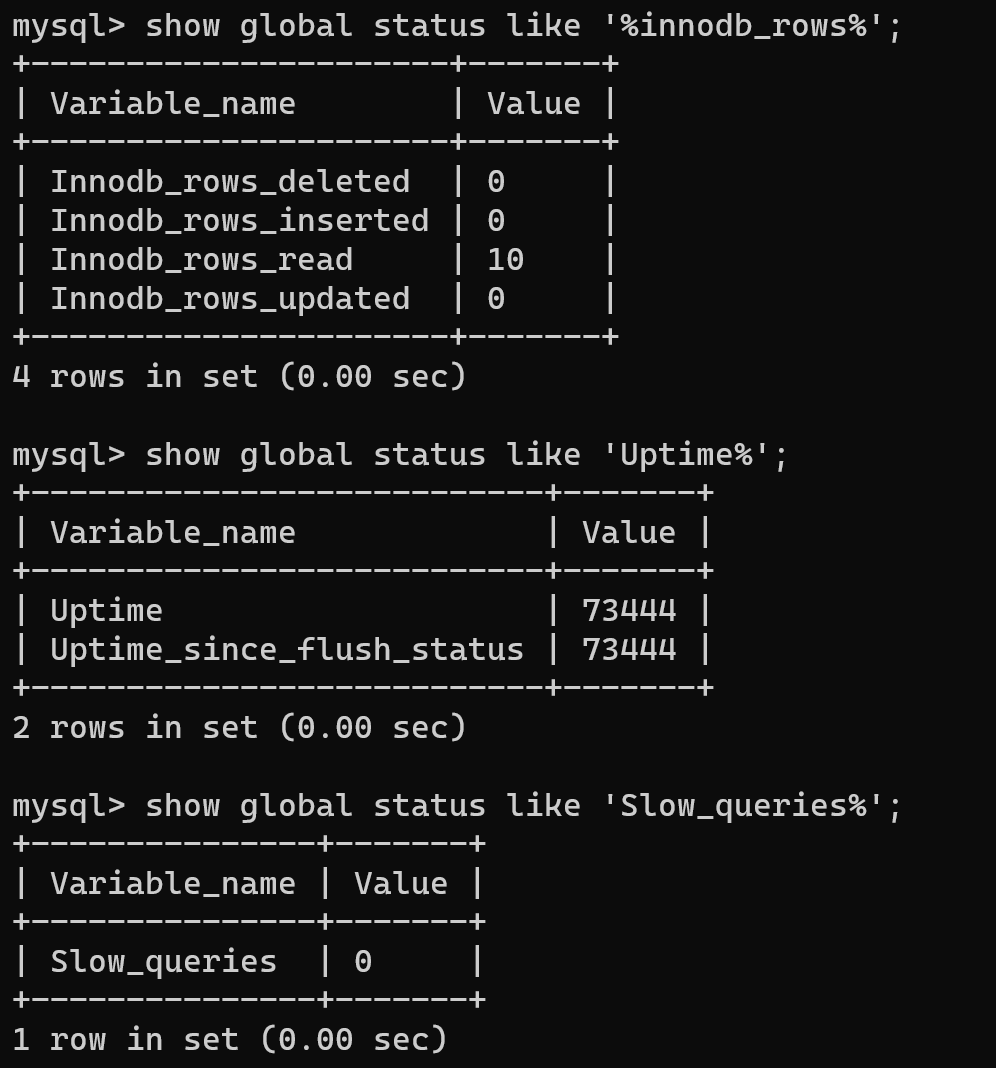 mysql> show global status like '%innodb_rows%';
+----------------------+-------+
| Variable_name        | Value |
+----------------------+-------+
| Innodb_rows_deleted  | 0     |
| Innodb_rows_inserted | 0     |
| Innodb_rows_read     | 10    |
| Innodb_rows_updated  | 0     |
+----------------------+-------+
4 rows in set (0.00 sec)

mysql> show global status like 'Uptime%';
+---------------------------+-------+
| Variable_name             | Value |
+---------------------------+-------+
| Uptime                    | 73444 |
| Uptime_since_flush_status | 73444 |
+---------------------------+-------+
2 rows in set (0.00 sec)

mysql> show global status like 'Slow_queries%';
+---------------+-------+
| Variable_name | Value |
+---------------+-------+
| Slow_queries  | 0     |
+---------------+-------+
1 row in set (0.00 sec)